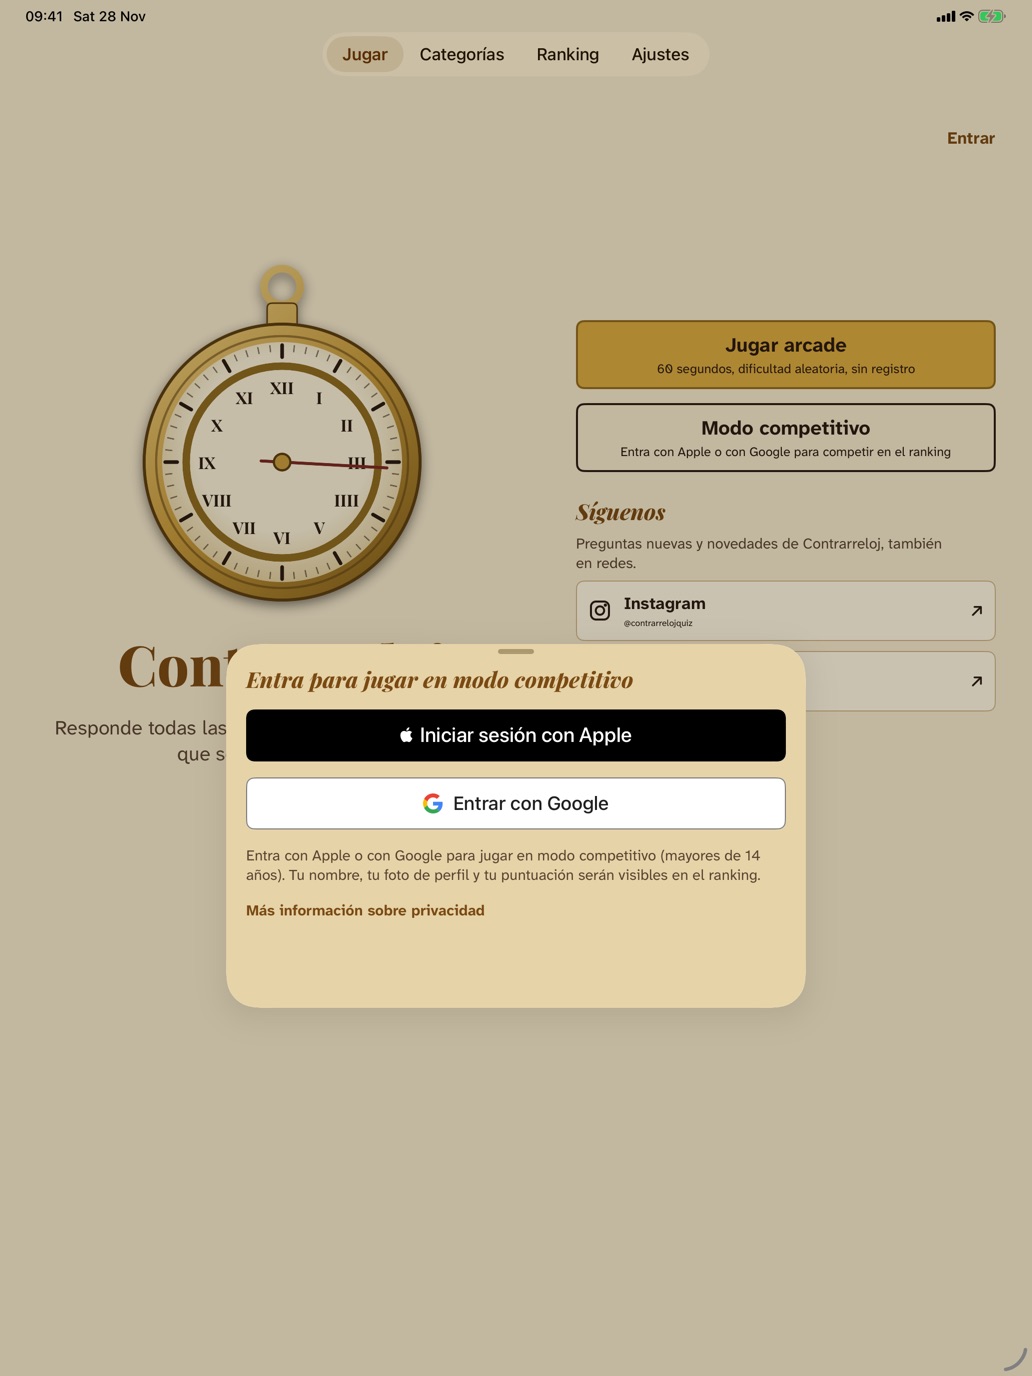 09:41 Sat 28 Nov
Jugar Categorías Ranking Ajustes
Entrar
XII
I
II
III
IIII
V
VI
VII
VIII
IX
X
XI
Jugar arcade
60 segundos, dificultad aleatoria, sin registro
Modo competitivo
Entra con Apple o con Google para competir en el ranking
Síguenos
Preguntas nuevas y novedades de Contrarreloj, también
en redes.
Instagram
@contrarrelojquiz
Responde todas las
que
Entra para jugar en modo competitivo
Iniciar sesión con Apple
Entrar con Google
Entra con Apple o con Google para jugar en modo competitivo (mayores de 14
años). Tu nombre, tu foto de perfil y tu puntuación serán visibles en el ranking.
Más información sobre privacidad